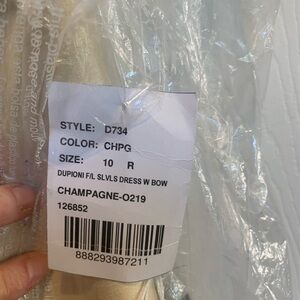 STYLE: D734
COLOR: CHPG
SIZE: 10 R
DUPIONI F/L SLVLS DRESS W BOW
CHAMPAGNE-O219
126852
888293987211